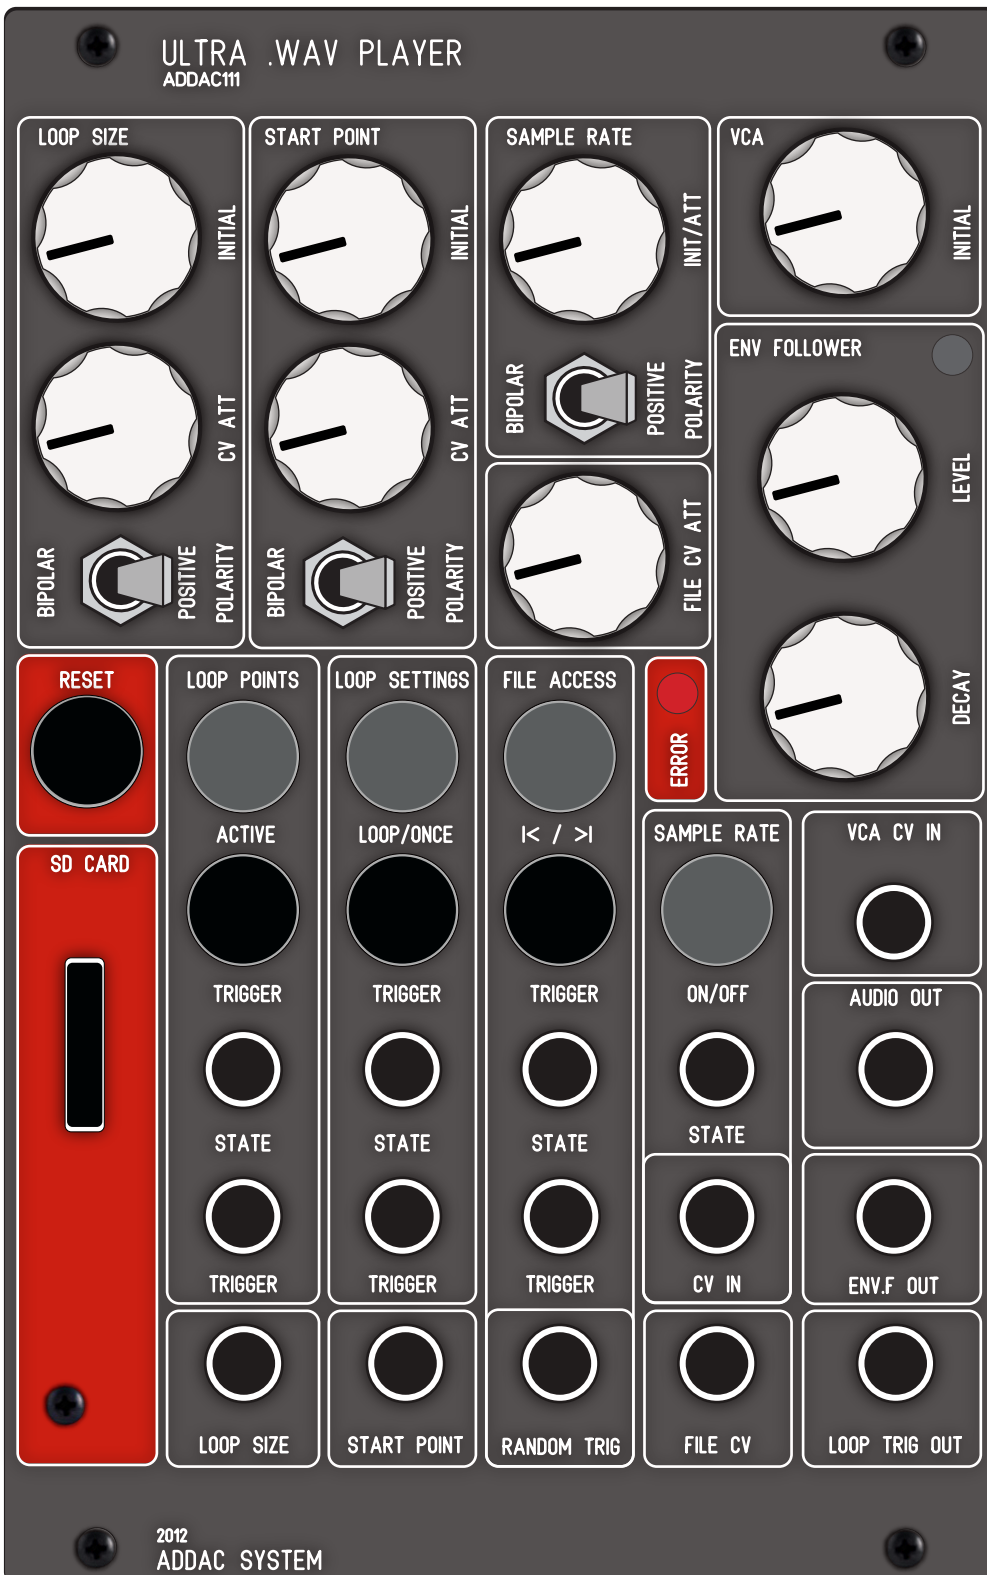 ULTRA .WAV PLAYER
ADDAC111
LOOP SIZE
INITIAL
CV ATT
BIPOLAR
POSITIVE
POLARITY
START POINT
INITIAL
CV ATT
BIPOLAR
POSITIVE
POLARITY
SAMPLE RATE
INIT/ATT
BIPOLAR
POSITIVE
POLARITY
FILE CV ATT
VCA
INITIAL
ENV FOLLOWER
LEVEL
DECAY
RESET
SD CARD
LOOP POINTS
ACTIVE
TRIGGER
STATE
TRIGGER
LOOP SIZE
LOOP SETTINGS
LOOP/ONCE
TRIGGER
STATE
TRIGGER
START POINT
FILE ACCESS
|< / >|
TRIGGER
STATE
TRIGGER
RANDOM TRIG
ERROR
SAMPLE RATE
ON/OFF
STATE
CV IN
FILE CV
VCA CV IN
AUDIO OUT
ENV.F OUT
LOOP TRIG OUT
2012
ADDAC SYSTEM